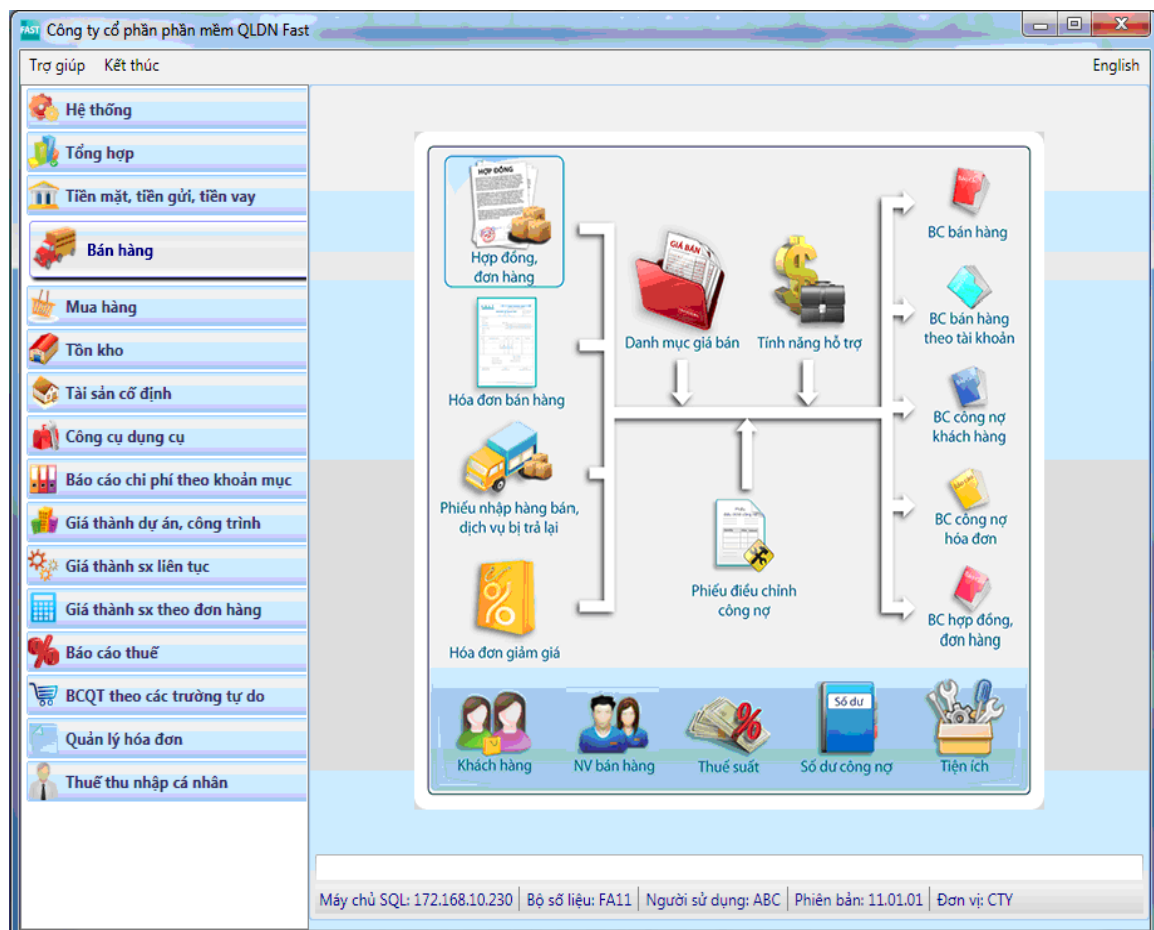 FAST Công ty cổ phần phần mềm QLDN Fast
Trợ giúp Kết thúc English
Hệ thống
Tổng hợp
Tiền mặt, tiền gửi, tiền vay
Bán hàng
Mua hàng
Tồn kho
Tài sản cố định
Công cụ dụng cụ
Báo cáo chi phí theo khoản mục
Giá thành dự án, công trình
Giá thành sx liên tục
Giá thành sx theo đơn hàng
Báo cáo thuế
BCQT theo các trường tự do
Quản lý hóa đơn
Thuế thu nhập cá nhân
HỢP ĐỒNG
Hợp đồng,
đơn hàng
Hóa đơn bán hàng
Phiếu nhập hàng bán,
dịch vụ bị trả lại
Hóa đơn giảm giá
GIÁ BÁN
Danh mục giá bán
Tính năng hỗ trợ
Phiếu điều chỉnh
công nợ
BC bán hàng
BC bán hàng
theo tài khoản
BC công nợ
khách hàng
BC công nợ
hóa đơn
BC hợp đồng,
đơn hàng
Số dư
Khách hàng
NV bán hàng
Thuế suất
Số dư công nợ
Tiện ích
Máy chủ SQL: 172.168.10.230 Bộ số liệu: FA11 Người sử dụng: ABC Phiên bản: 11.01.01 Đơn vị: CTY